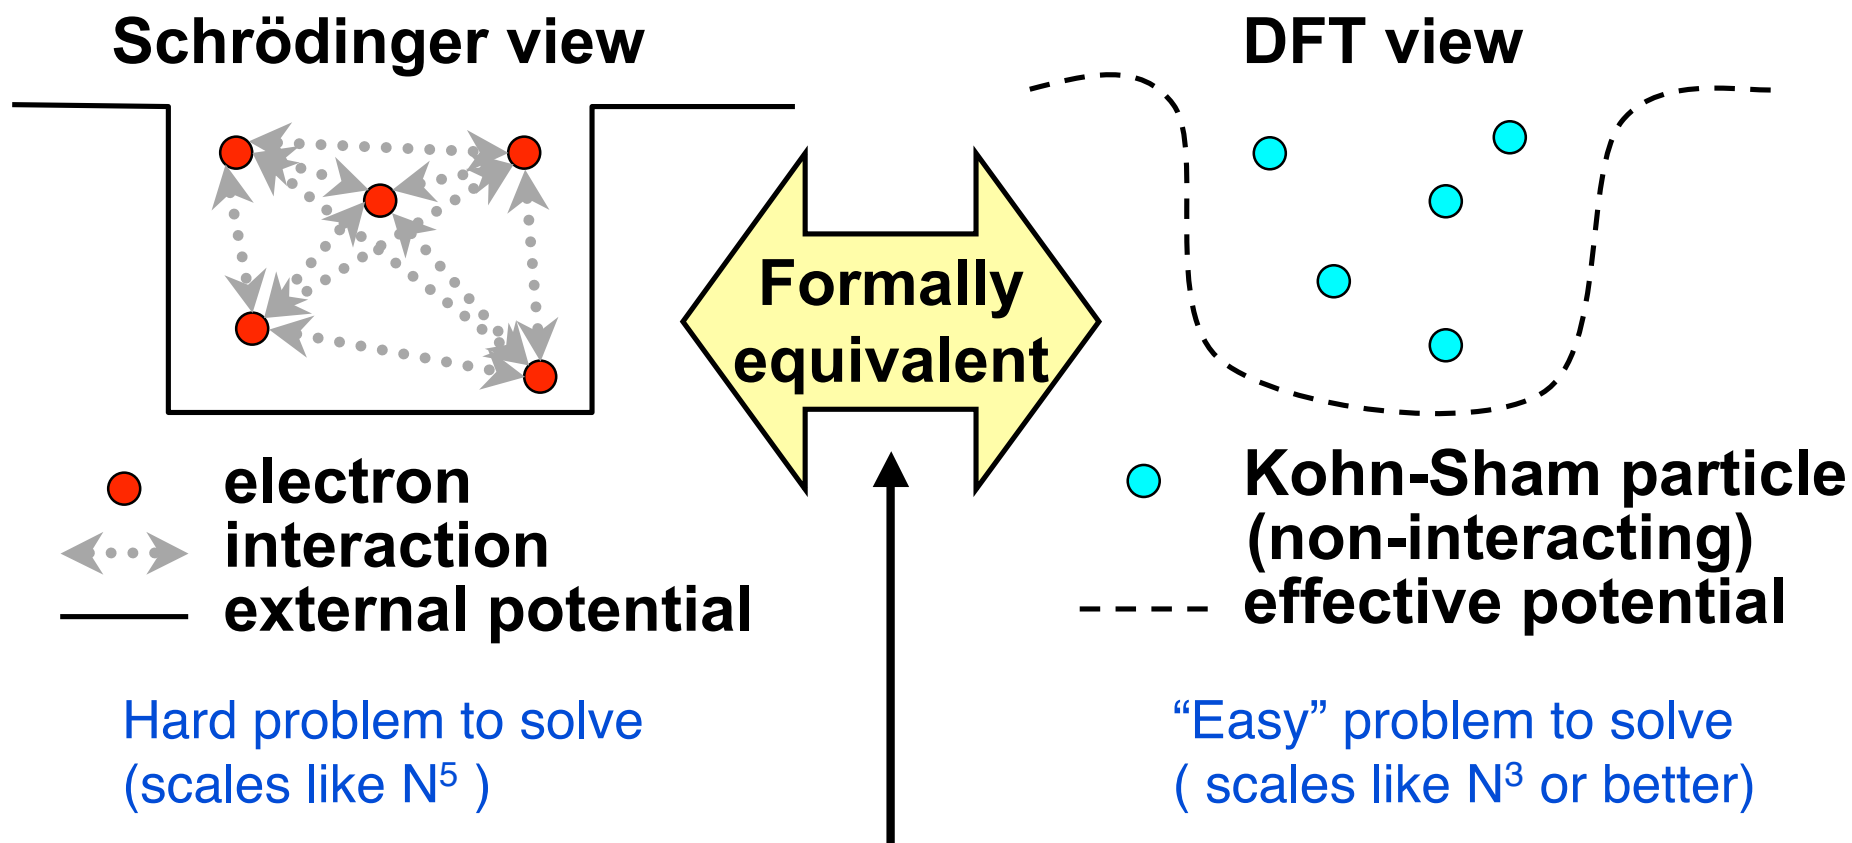 Schrödinger view
DFT view
Formally
equivalent
electron
interaction
external potential
Kohn-Sham particle
(non-interacting)
effective potential
Hard problem to solve
(scales like N⁵ )
“Easy” problem to solve
( scales like N³ or better)